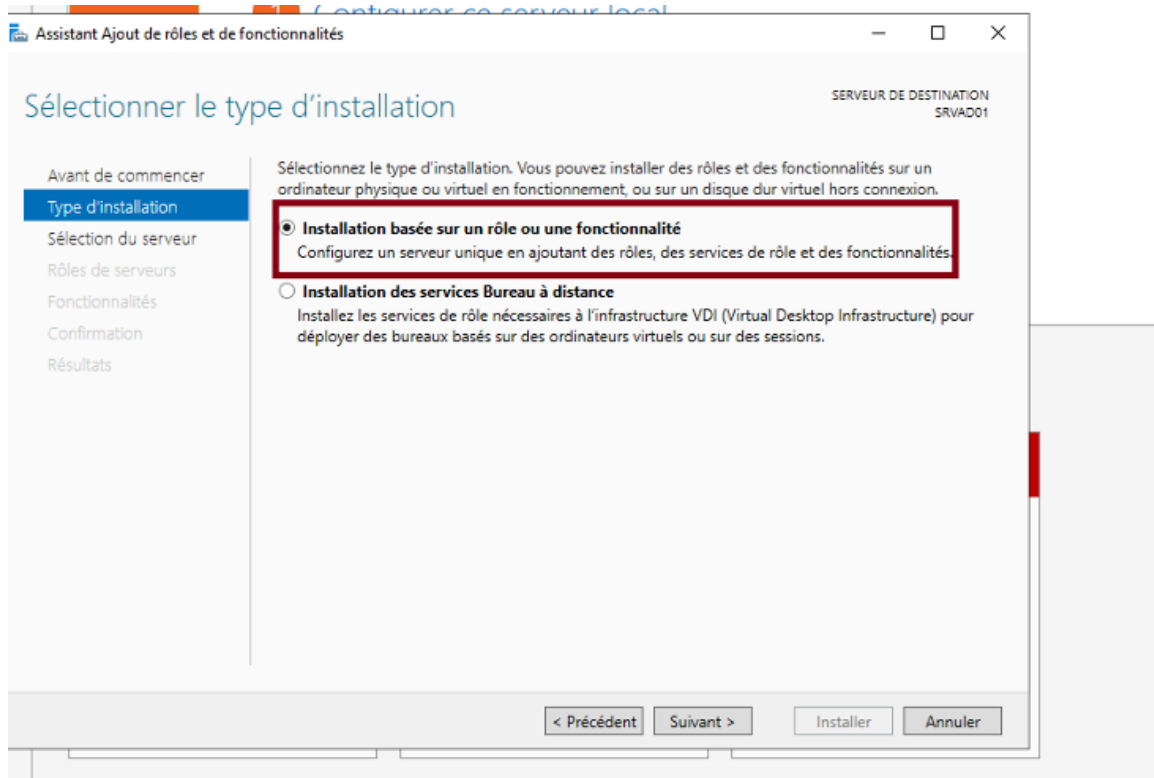 1 Configurer ce serveur local
Assistant Ajout de rôles et de fonctionnalités
Sélectionner le type d'installation
SERVEUR DE DESTINATION
SRVAD01
Avant de commencer
Type d'installation
Sélection du serveur
Rôles de serveurs
Fonctionnalités
Confirmation
Résultats
Sélectionnez le type d'installation. Vous pouvez installer des rôles et des fonctionnalités sur un
ordinateur physique ou virtuel en fonctionnement, ou sur un disque dur virtuel hors connexion.
Installation basée sur un rôle ou une fonctionnalité
Configurez un serveur unique en ajoutant des rôles, des services de rôle et des fonctionnalités.
Installation des services Bureau à distance
Installez les services de rôle nécessaires à l'infrastructure VDI (Virtual Desktop Infrastructure) pour
déployer des bureaux basés sur des ordinateurs virtuels ou sur des sessions.
< Précédent
Suivant >
Installer
Annuler